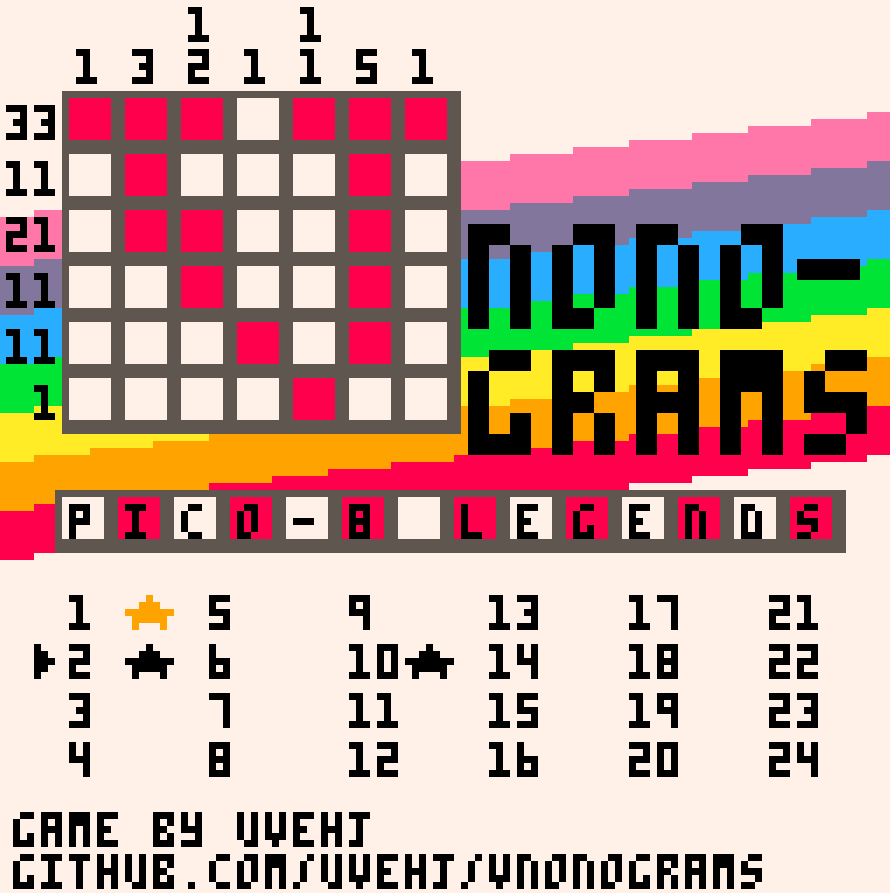 1 1
1 3 2 1 1 5 1
33
11
21
11
11
1
NONO-
GRAMS
PICO-8 LEGENDS
1 5 9 13 17 21
2 6 10 14 18 22
3 7 11 15 19 23
4 8 12 16 20 24
GAME BY VVEHJ
GITHUB.COM/VVEHJ/VNONOGRAMS